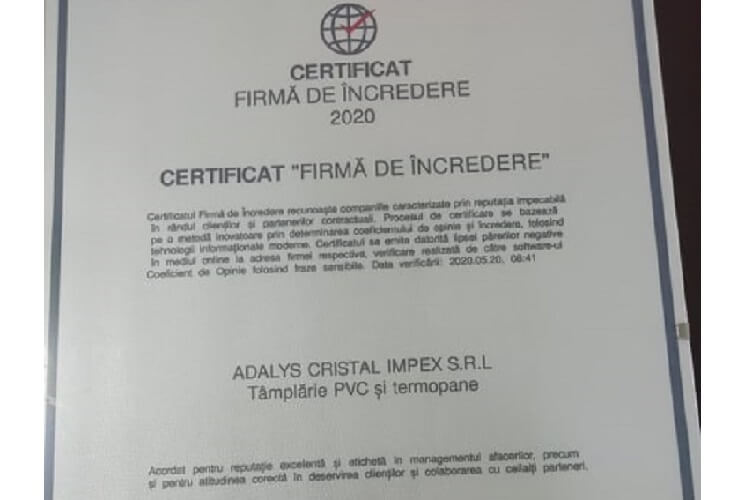 CERTIFICAT
FIRMĂ DE ÎNCREDERE
2020
CERTIFICAT "FIRMĂ DE ÎNCREDERE"
Certificatul Firmă de Încredere recunoaște companiile caracterizate prin reputația impecabilă
în rândul clienților și partenerilor contractuali. Procesul de certificare se bazează
pe o metodă inovatoare prin determinarea coeficientului de opinie și încredere, folosind
tehnologii informaționale moderne. Certificatul se emite datorită lipsei părerilor negative
în mediul online la adresa firmei respective, verificare realizată de către software-ul
Coeficient de Opinie folosind fraze sensibile. Data verificării: 2020.05.20, 08:41
ADALYS CRISTAL IMPEX S.R.L
Tâmplărie PVC și termopane
Acordat pentru reputație excelentă și etichetă în managementul afacerilor, precum
și pentru atitudinea corectă în deservirea clienților și colaborarea cu ceilalți parteneri.